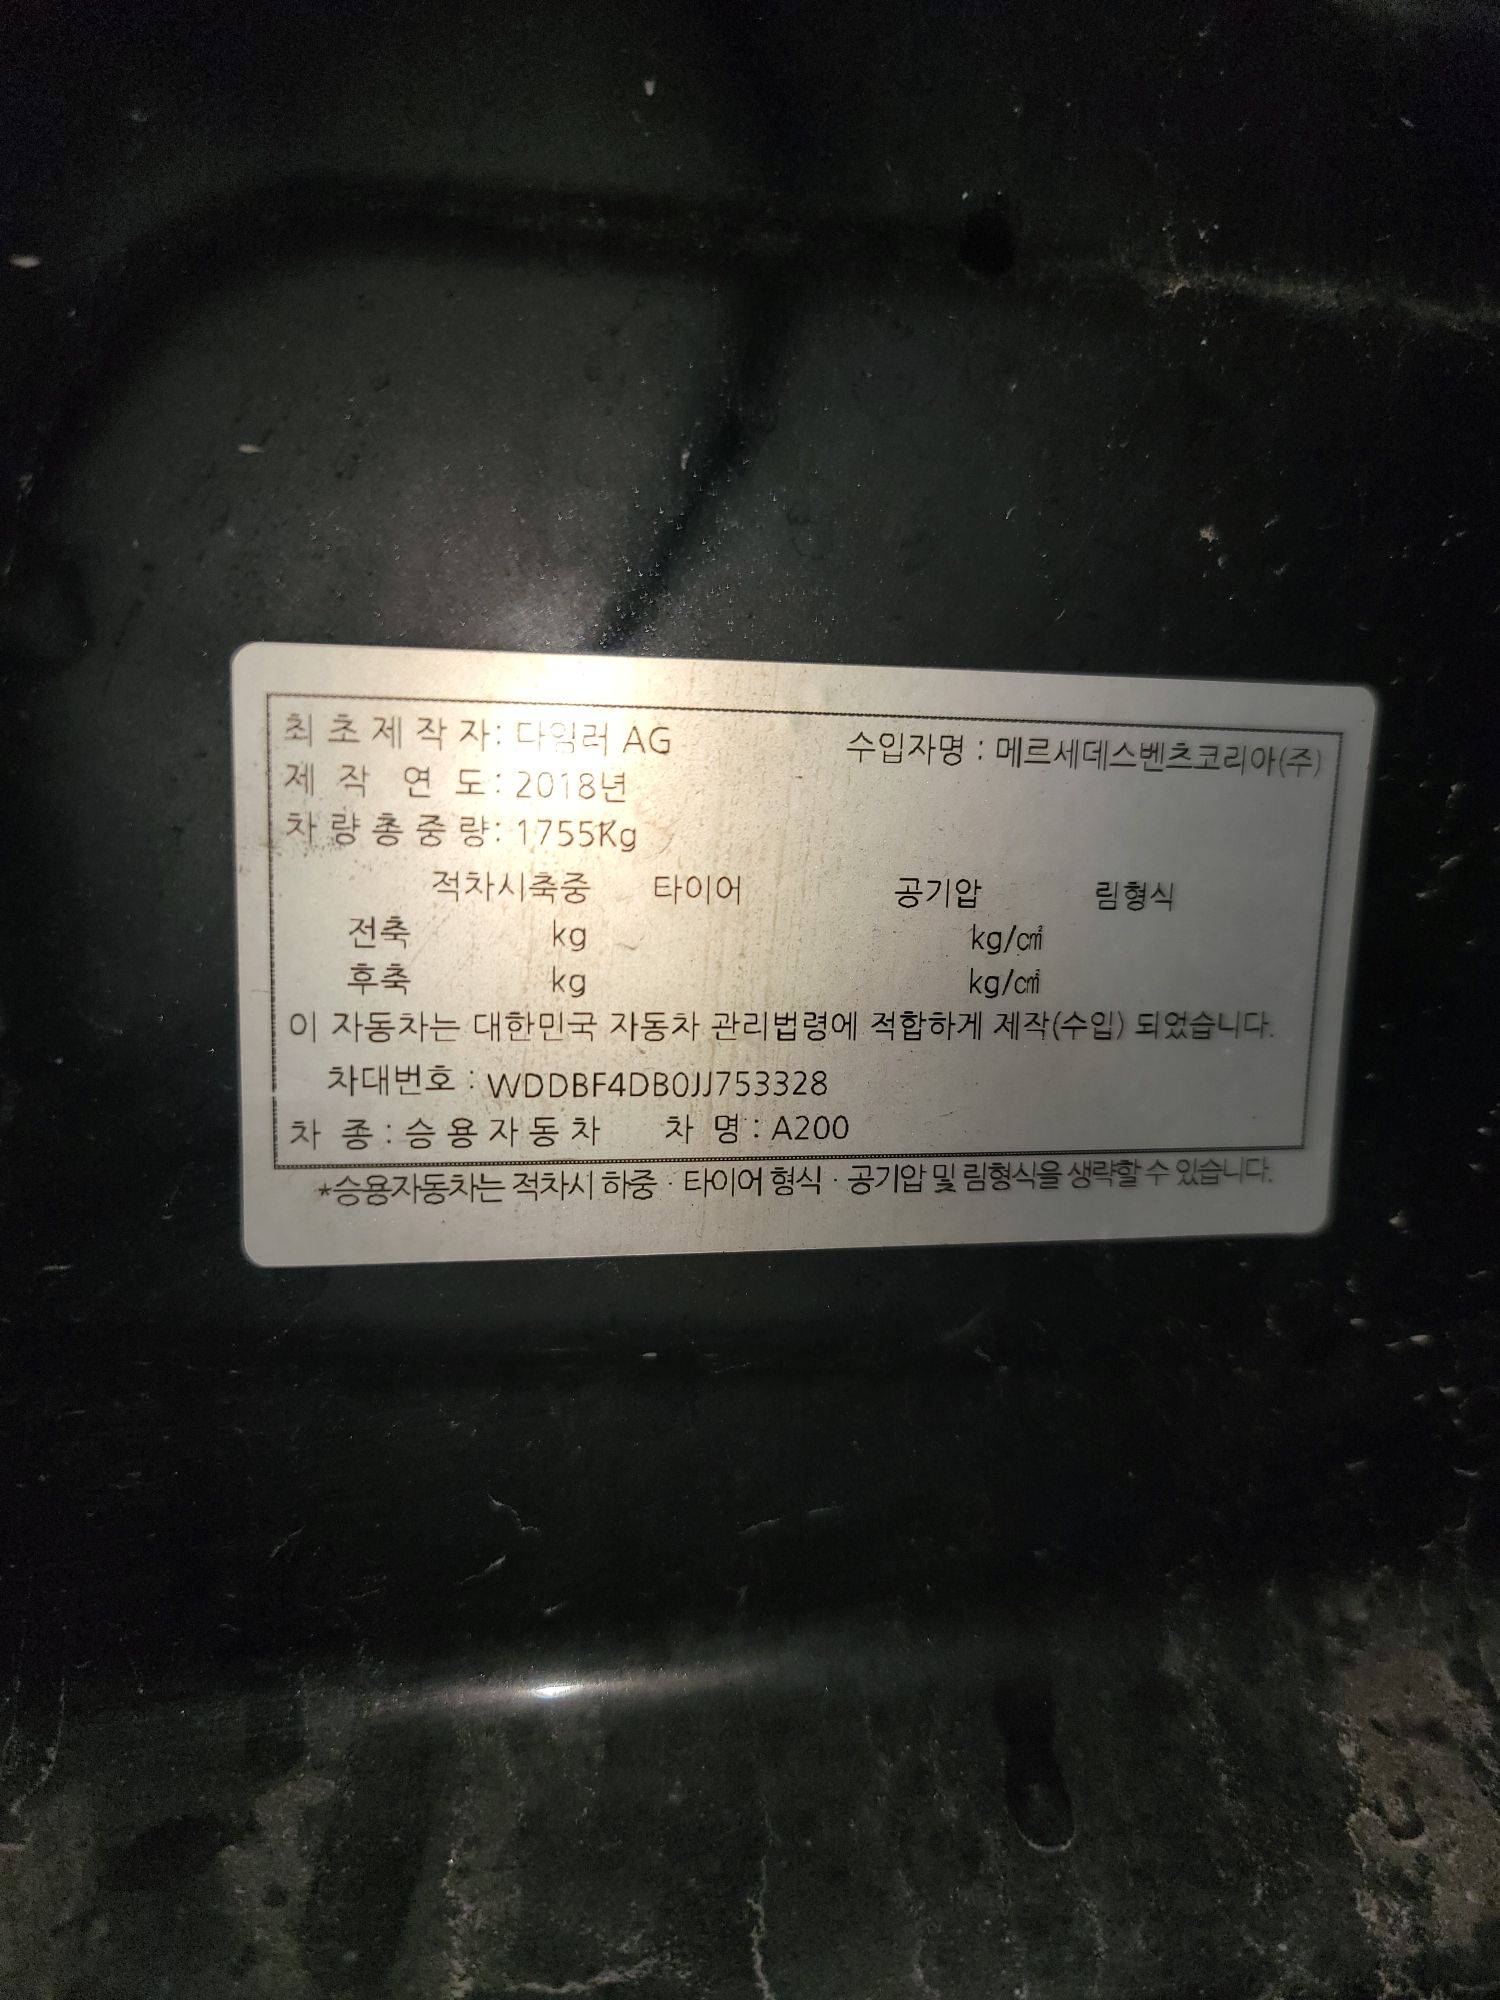 최초제작자: 다임러 AG 수입자명 : 메르세데스벤츠코리아(주)
제 작 연 도: 2018년
차량총중량: 1755Kg
적차시축중 타이어 공기압 림형식
전축 kg kg/㎠
후축 kg kg/㎠
이 자동차는 대한민국 자동차 관리법령에 적합하게 제작(수입) 되었습니다.
차대번호 : WDDBF4DB0JJ753328
차 종 : 승용자동차 차 명 : A200
*승용자동차는 적차시 하중 · 타이어 형식 · 공기압 및 림형식을 생략할 수 있습니다.